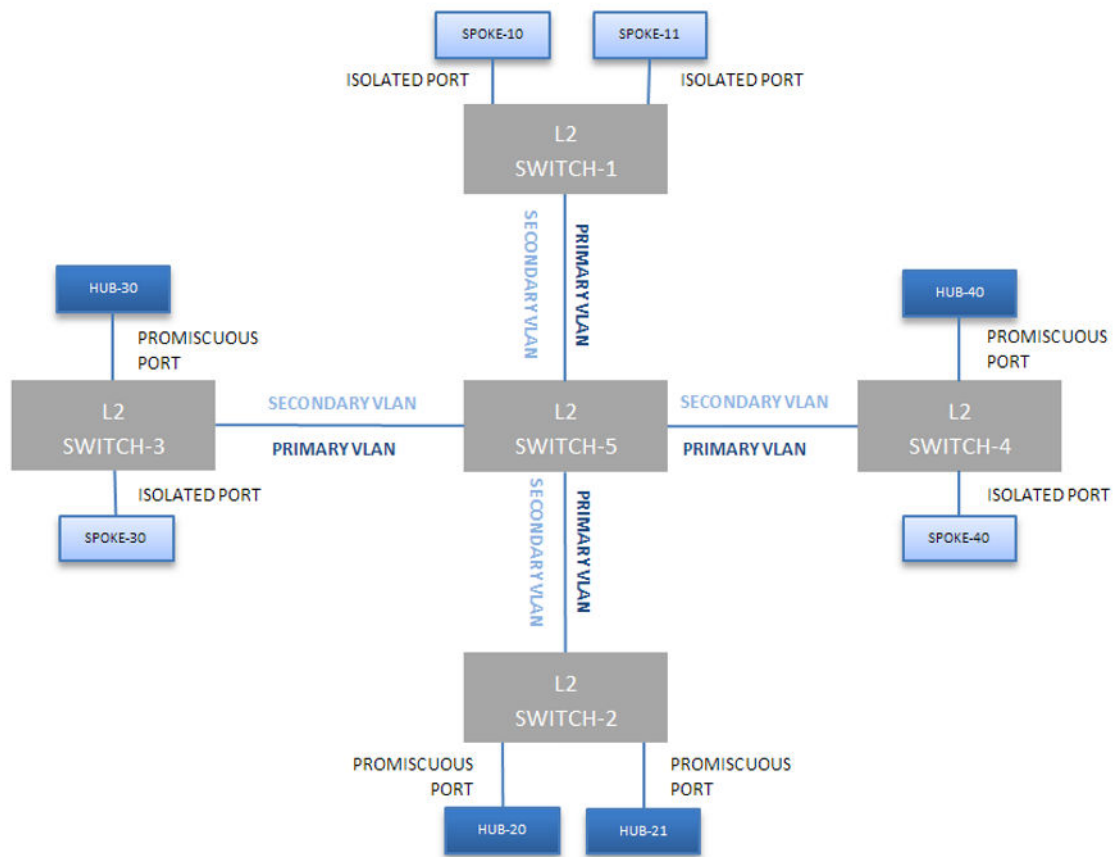 SPOKE-10
SPOKE-11
ISOLATED PORT
ISOLATED PORT
L2
SWITCH-1
SECONDARY VLAN
PRIMARY VLAN
HUB-30
HUB-40
PROMISCUOUS
PORT
PROMISCUOUS
PORT
L2
SWITCH-3
SECONDARY VLAN
PRIMARY VLAN
L2
SWITCH-5
SECONDARY VLAN
PRIMARY VLAN
L2
SWITCH-4
ISOLATED PORT
ISOLATED PORT
SPOKE-30
SPOKE-40
SECONDARY VLAN
PRIMARY VLAN
L2
SWITCH-2
PROMISCUOUS
PORT
PROMISCUOUS
PORT
HUB-20
HUB-21